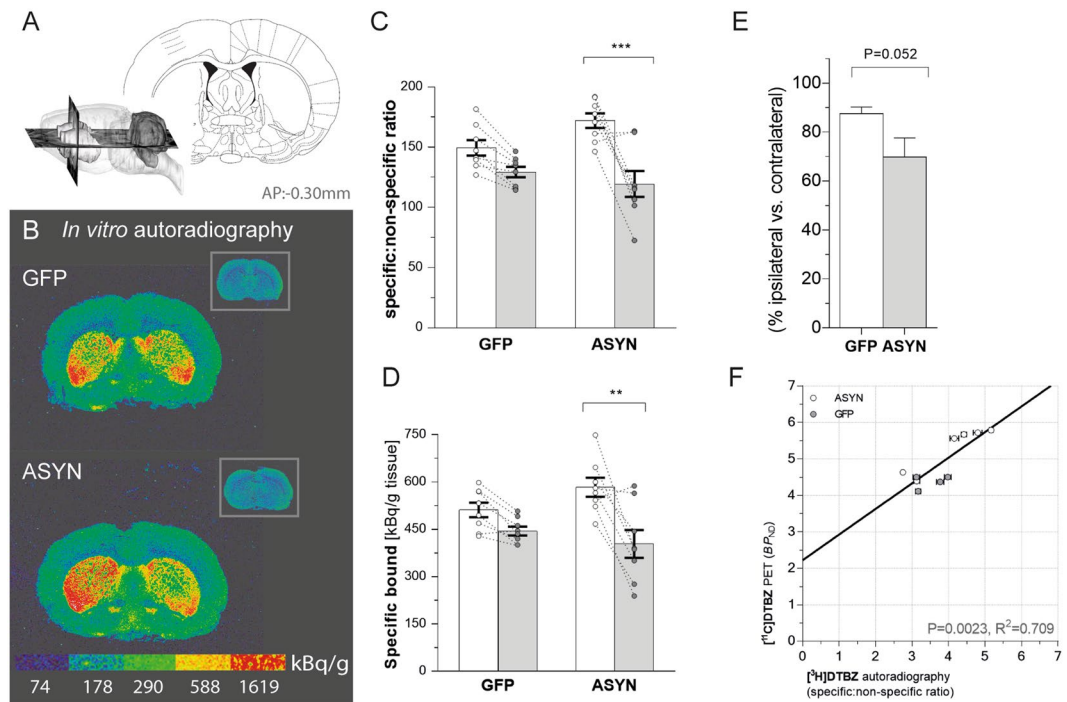 A
AP:-0.30mm
B In vitro autoradiography
GFP
ASYN
kBq/g
74 178 290 588 1619
C
***
specific:non-specific ratio
200
150
100
50
0
GFP ASYN
D
**
Specific bound [kBq/g tissue]
750
600
450
300
150
0
GFP ASYN
E
P=0.052
(% ipsilateral vs. contralateral)
100
80
60
40
20
0
GFP ASYN
F
ASYN
GFP
[¹¹C]DTBZ PET (BP_ND)
7
6
5
4
3
2
1
0
P=0.0023, R²=0.709
0 1 2 3 4 5 6 7
[³H]DTBZ autoradiography
(specific:non-specific ratio)